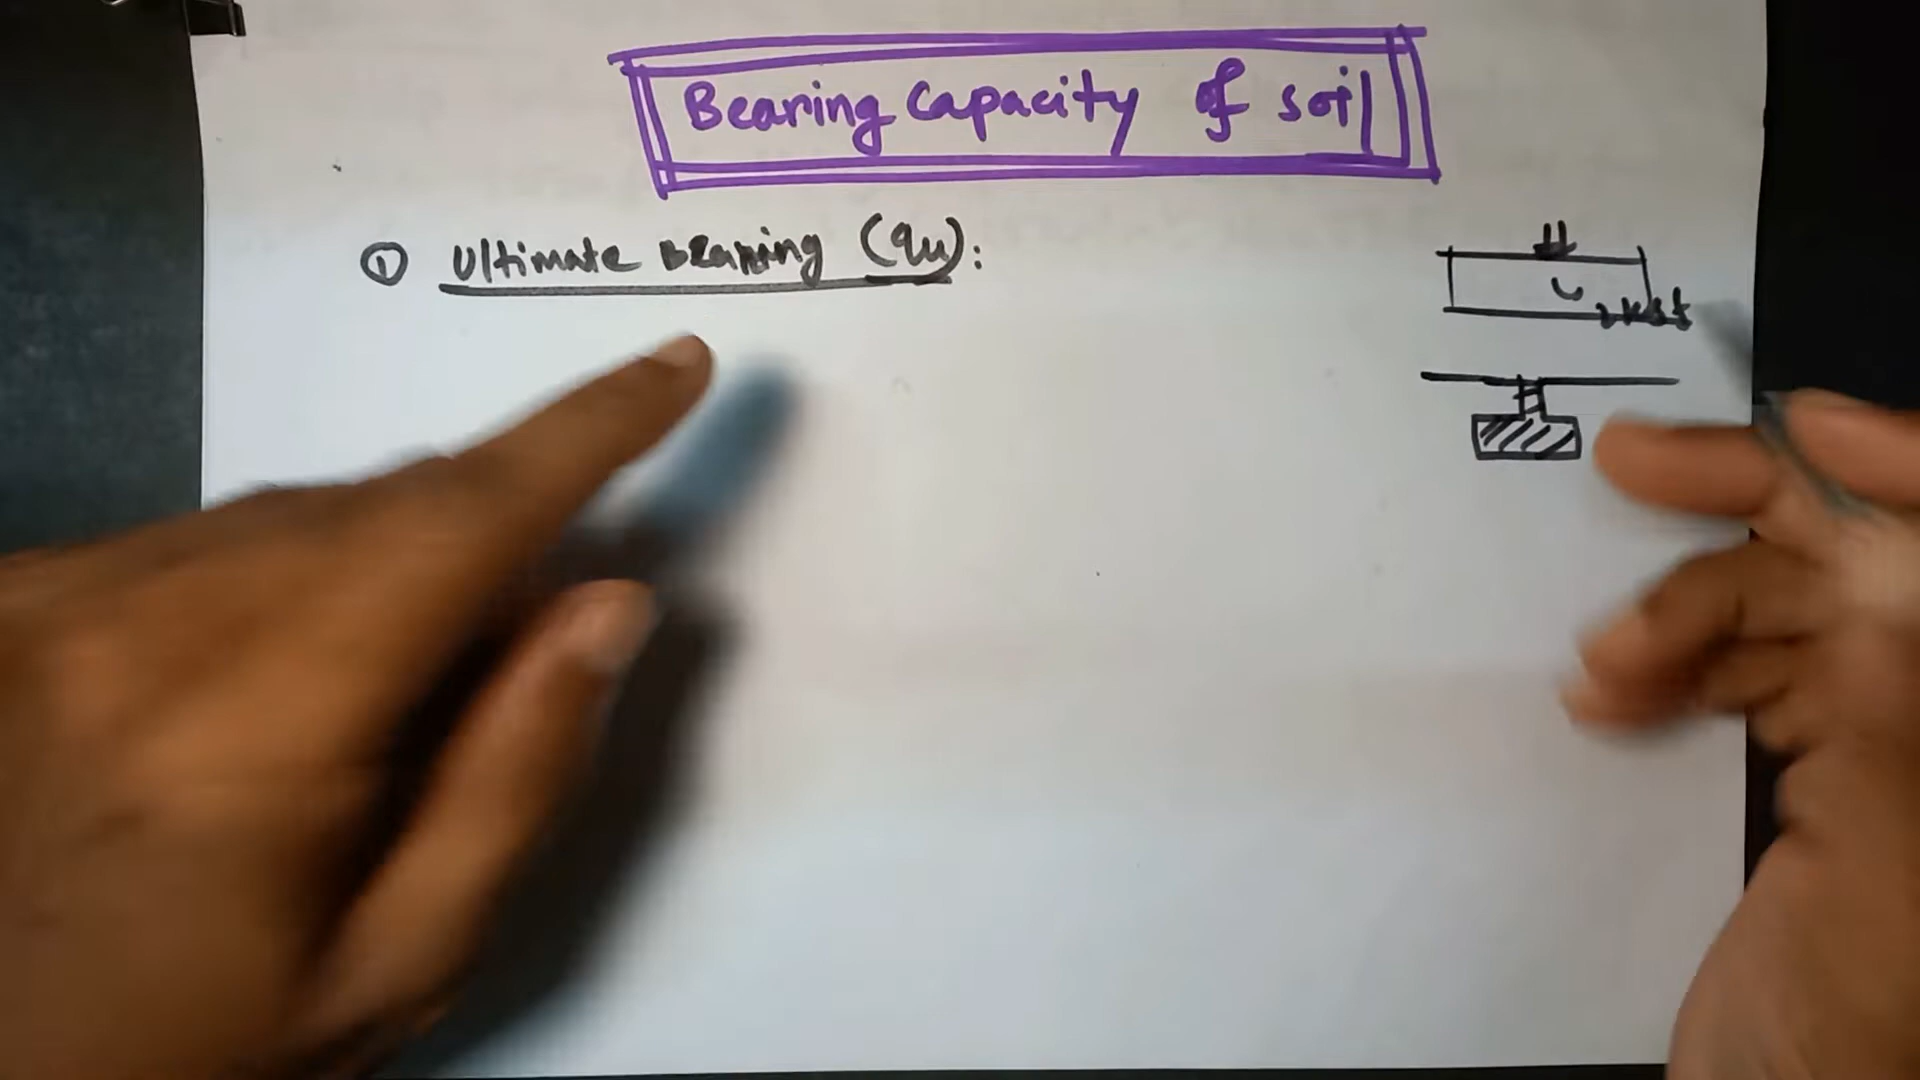 Bearing capacity of soil
① Ultimate Bearing (qu):